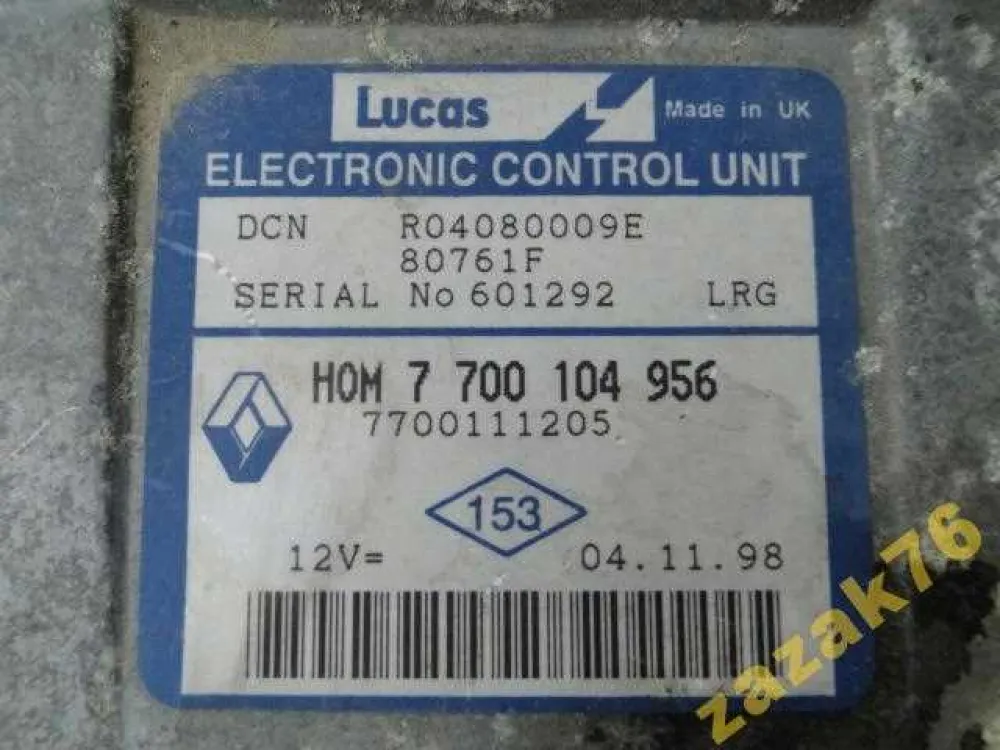 Lucas Made in UK
ELECTRONIC CONTROL UNIT
DCN R04080009E
80761F
SERIAL No 601292 LRG
HOM 7 700 104 956
7700111205
153
12V= 04.11.98
zazak76